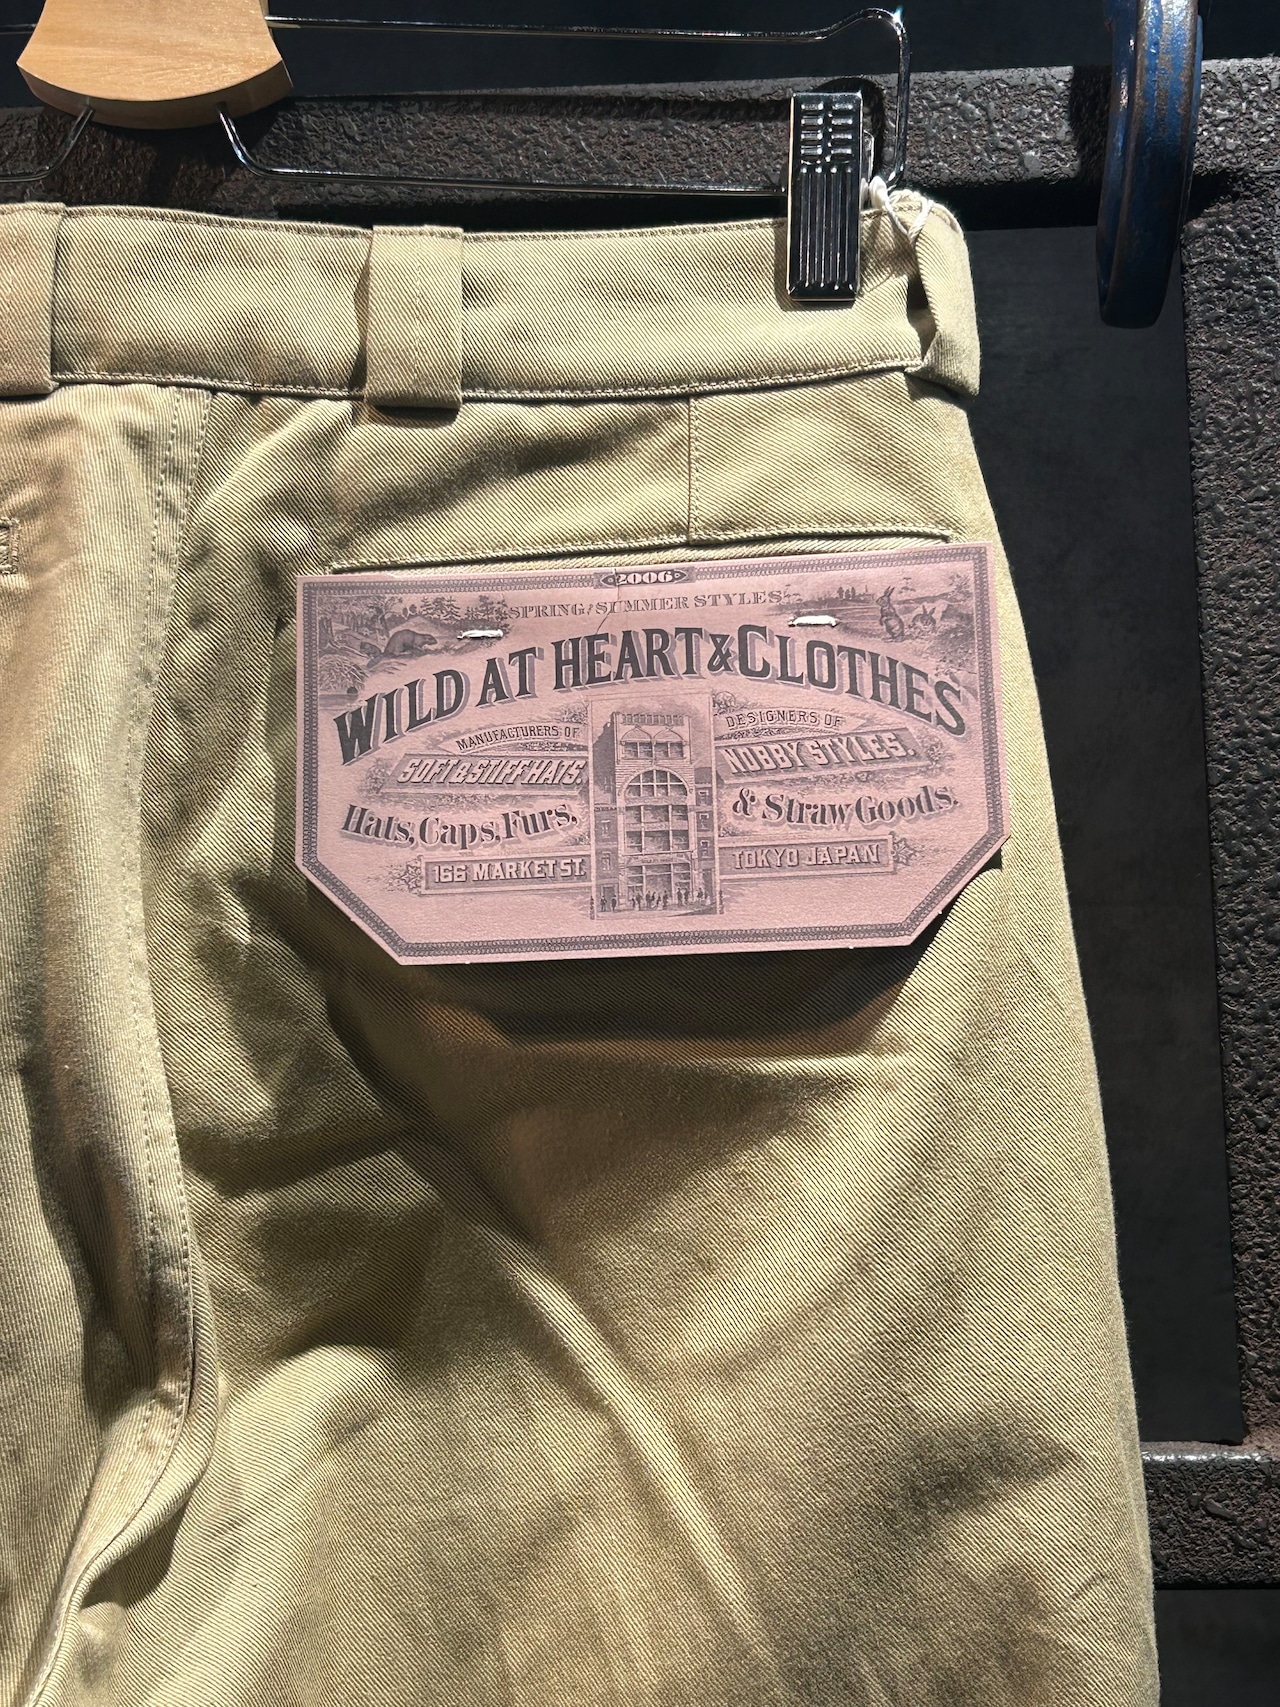 2006
SPRING/SUMMER STYLES
WILD AT HEART & CLOTHES
MANUFACTURERS OF
SOFT & STIFF HATS.
Hats, Caps, Furs,
166 MARKET ST.
DESIGNERS OF
NOBBY STYLES.
& Straw Goods.
TOKYO JAPAN